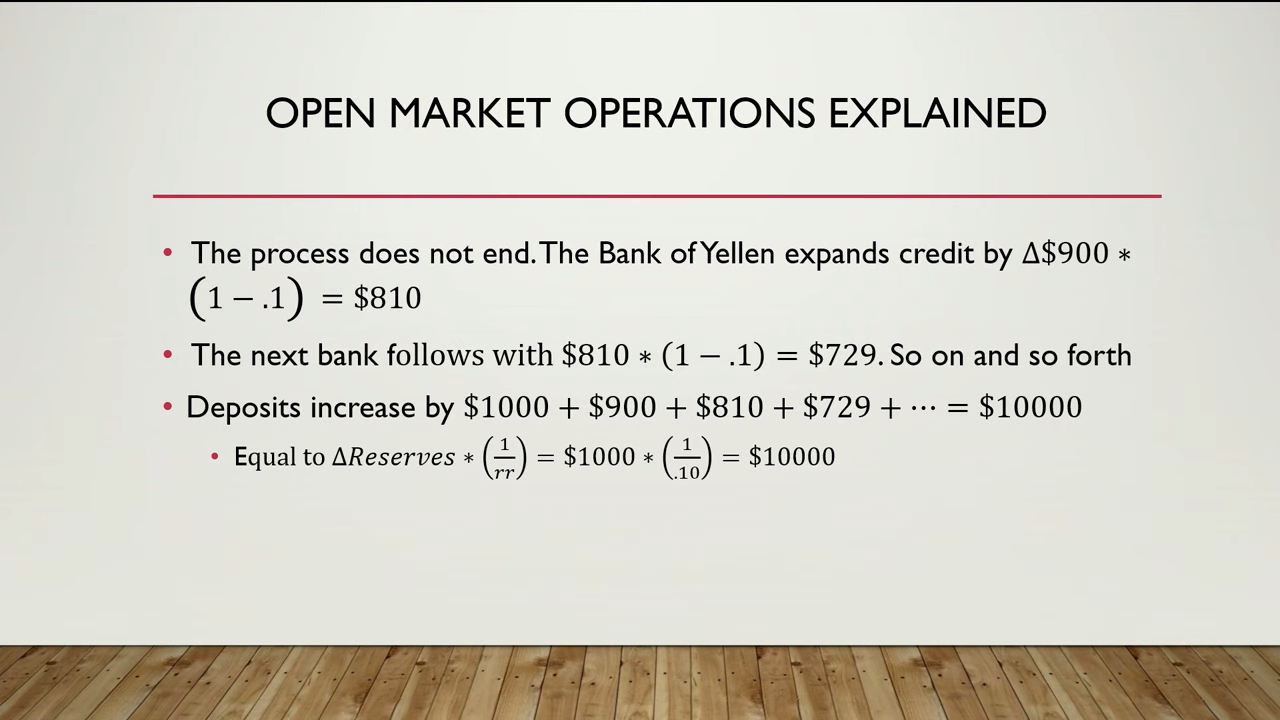 OPEN MARKET OPERATIONS EXPLAINED
• The process does not end. The Bank of Yellen expands credit by Δ$900 ∗
(1 − .1) = $810
• The next bank follows with $810 ∗ (1 − .1) = $729. So on and so forth
• Deposits increase by $1000 + $900 + $810 + $729 + ⋯ = $10000
• Equal to ΔReserves ∗ (1/rr) = $1000 ∗ (1/.10) = $10000